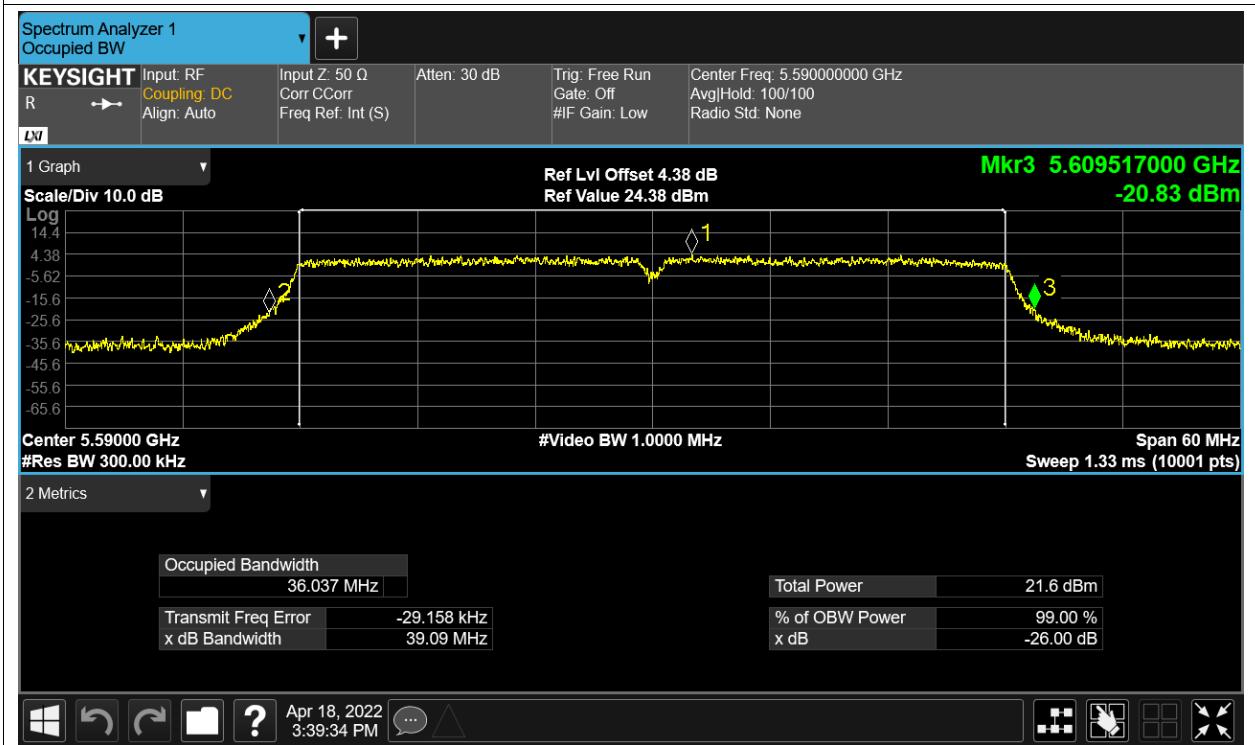 Spectrum Analyzer 1
Occupied BW
KEYSIGHT
R
LXI
Input: RF
Coupling: DC
Align: Auto
Input Z: 50 Ω
Corr CCorr
Freq Ref: Int (S)
Atten: 30 dB
Trig: Free Run
Gate: Off
#IF Gain: Low
Center Freq: 5.590000000 GHz
Avg|Hold: 100/100
Radio Std: None
1 Graph
Scale/Div 10.0 dB
Ref Lvl Offset 4.38 dB
Ref Value 24.38 dBm
Mkr3 5.609517000 GHz
-20.83 dBm
Log
14.4
4.38
-5.62
-15.6
-25.6
-35.6
-45.6
-55.6
-65.6
1
2
3
Center 5.59000 GHz
#Res BW 300.00 kHz
#Video BW 1.0000 MHz
Span 60 MHz
Sweep 1.33 ms (10001 pts)
2 Metrics
Occupied Bandwidth
36.037 MHz
Transmit Freq Error -29.158 kHz
x dB Bandwidth 39.09 MHz
Total Power 21.6 dBm
% of OBW Power 99.00 %
x dB -26.00 dB
?
Apr 18, 2022
3:39:34 PM